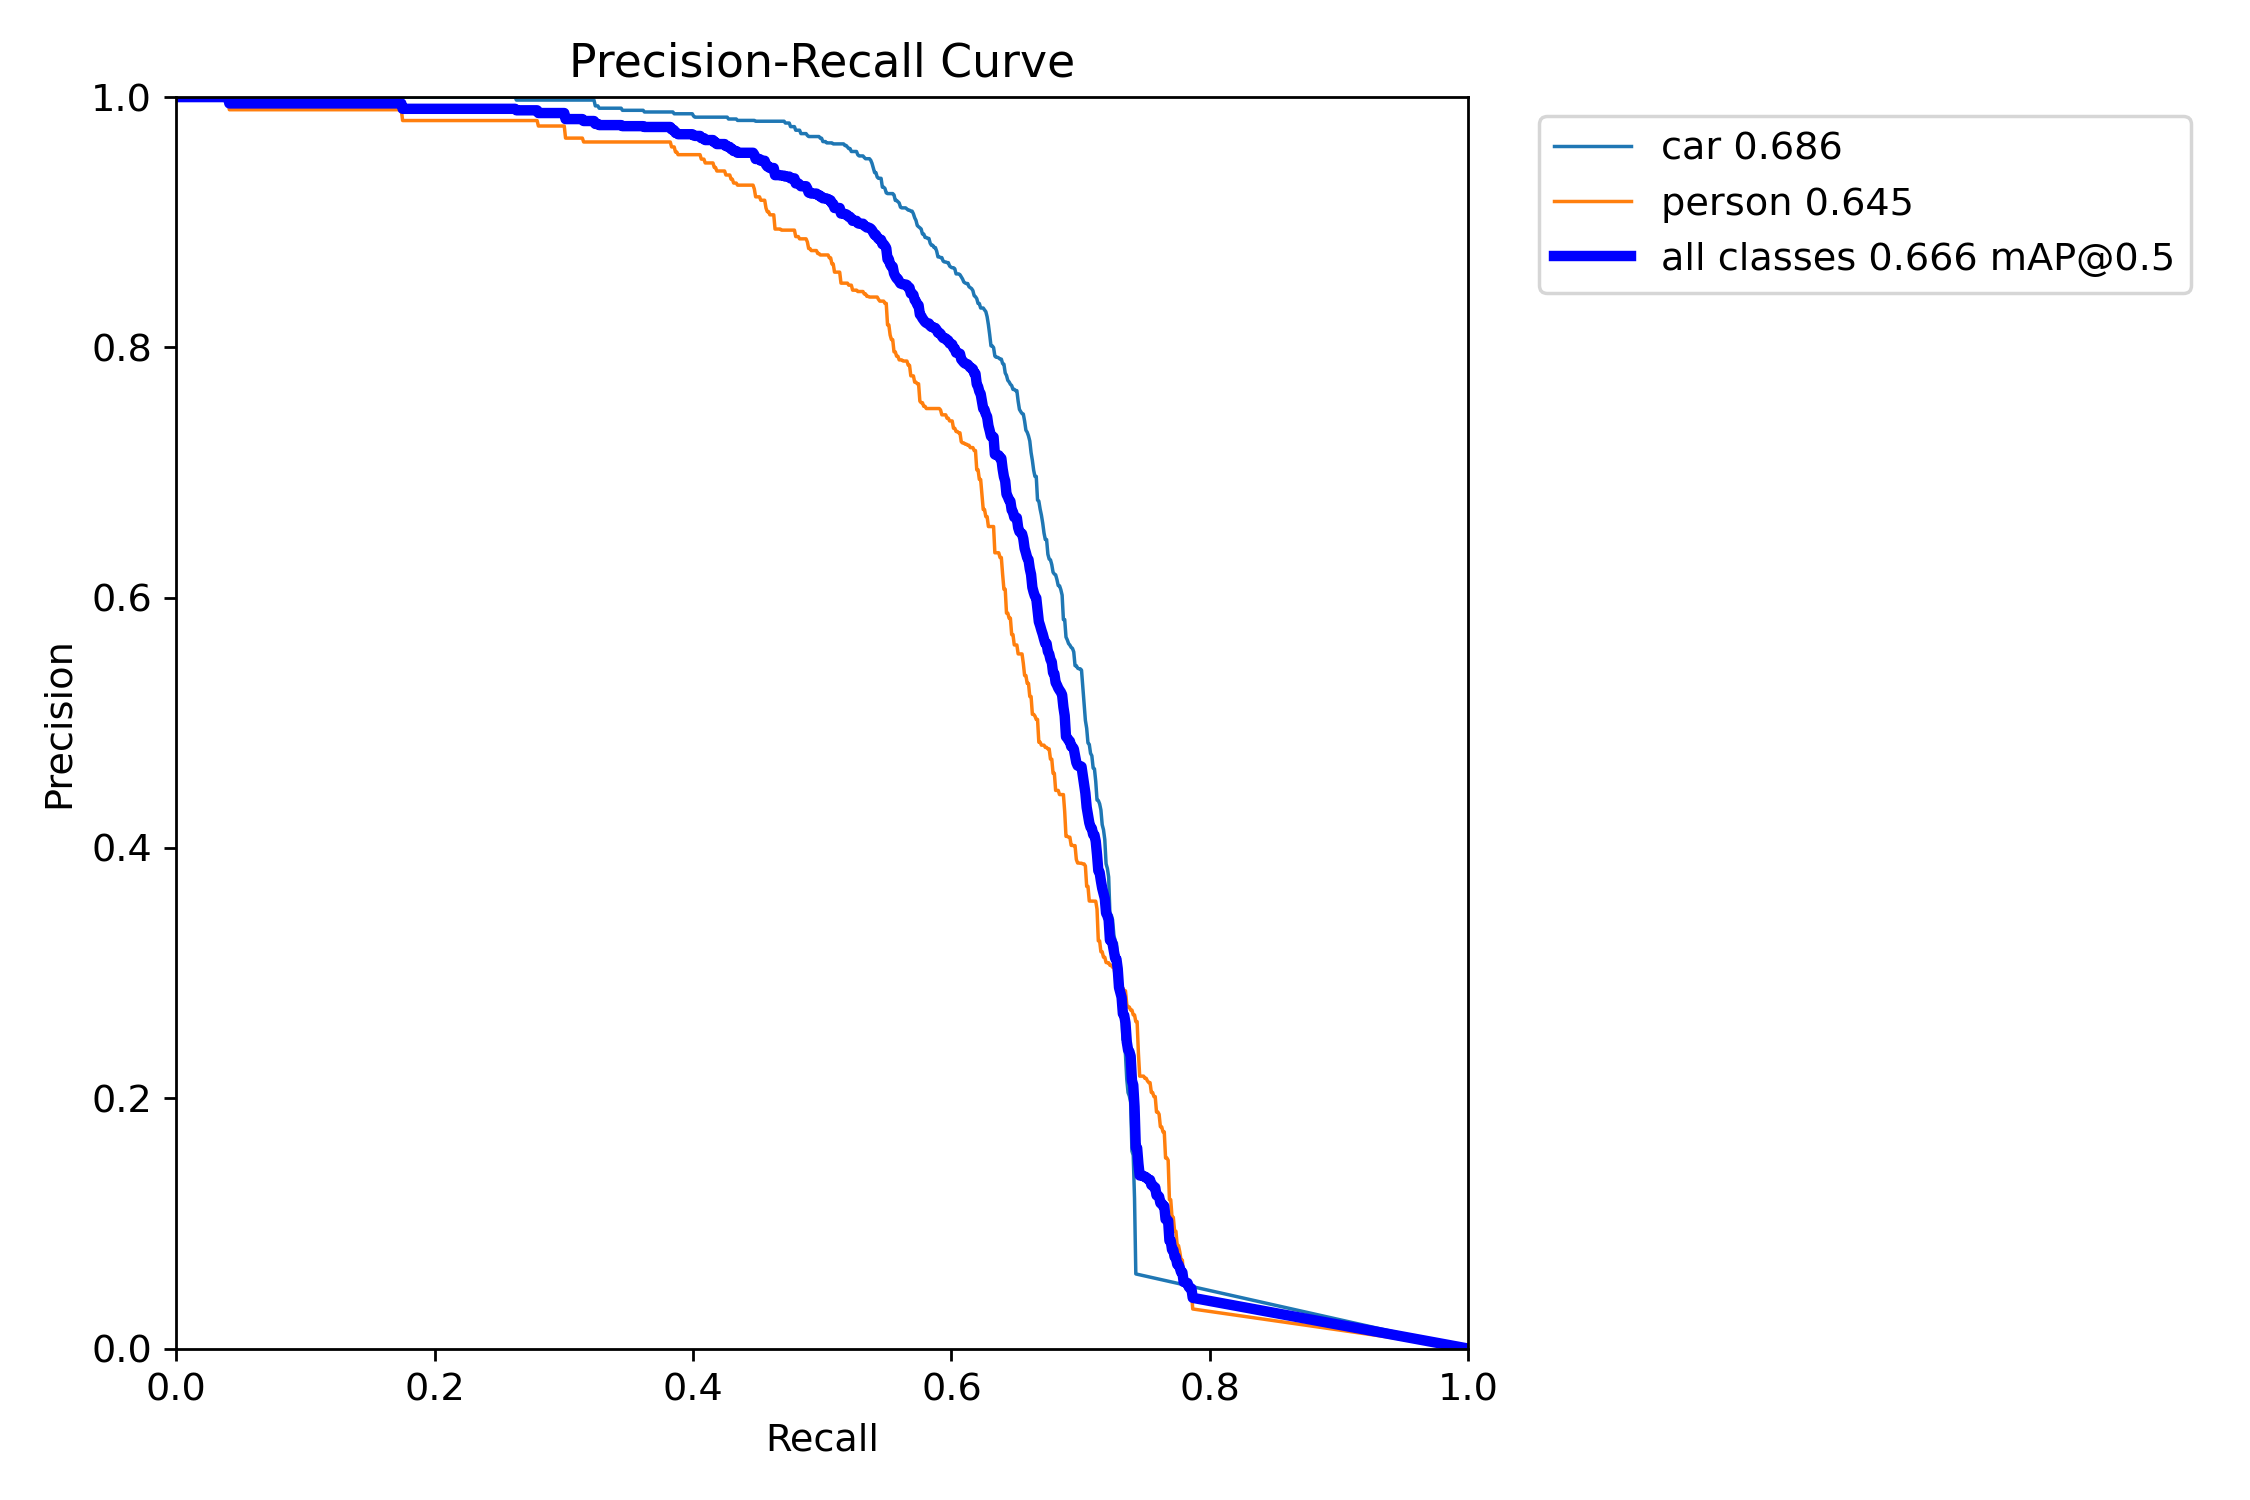 Precision-Recall Curve
car 0.686
person 0.645
all classes 0.666 mAP@0.5
Precision
1.0
0.8
0.6
0.4
0.2
0.0
0.0 0.2 0.4 0.6 0.8 1.0
Recall